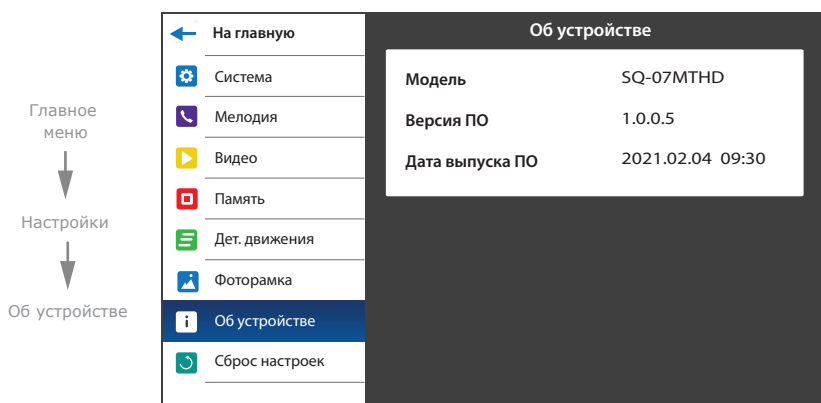 Главное
меню
Настройки
Об устройстве
На главную
Система
Мелодия
Видео
Память
Дет. движения
Фоторамка
Об устройстве
Сброс настроек
Об устройстве
Модель SQ-07MTHD
Версия ПО 1.0.0.5
Дата выпуска ПО 2021.02.04 09:30